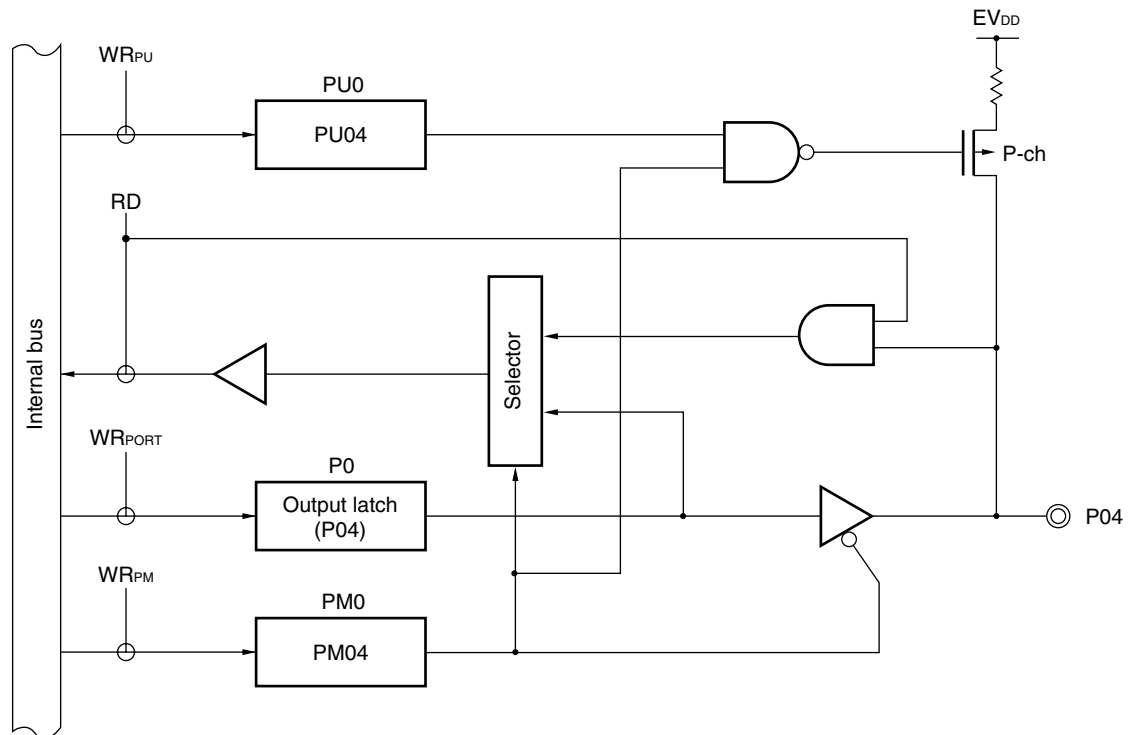 EVDD
WRPU
PU0
PU04
P-ch
RD
Internal bus
Selector
WRPORT
P0
Output latch
(P04)
P04
WRPM
PM0
PM04